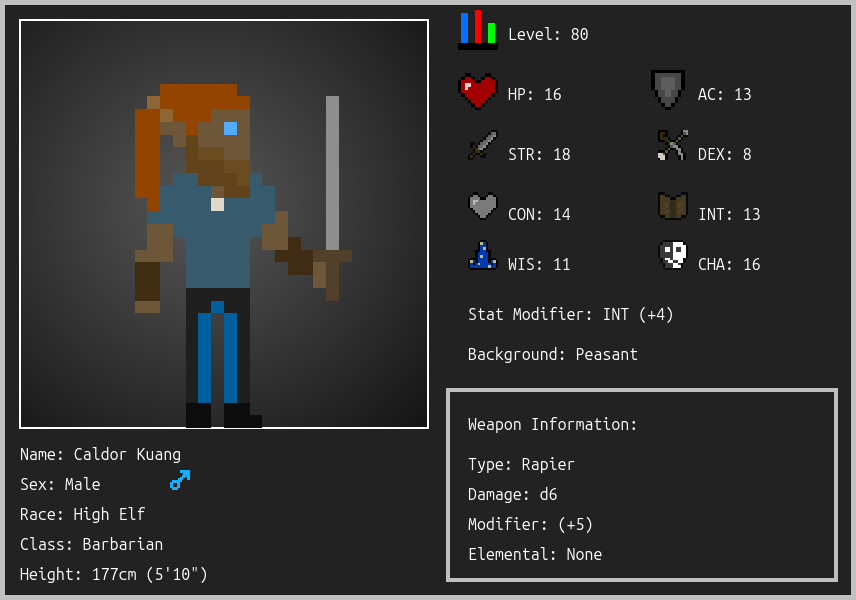 Level: 80
HP: 16
AC: 13
STR: 18
DEX: 8
CON: 14
INT: 13
WIS: 11
CHA: 16
Stat Modifier: INT (+4)
Background: Peasant
Weapon Information:
Type: Rapier
Damage: d6
Modifier: (+5)
Elemental: None
Name: Caldor Kuang
Sex: Male
Race: High Elf
Class: Barbarian
Height: 177cm (5'10")